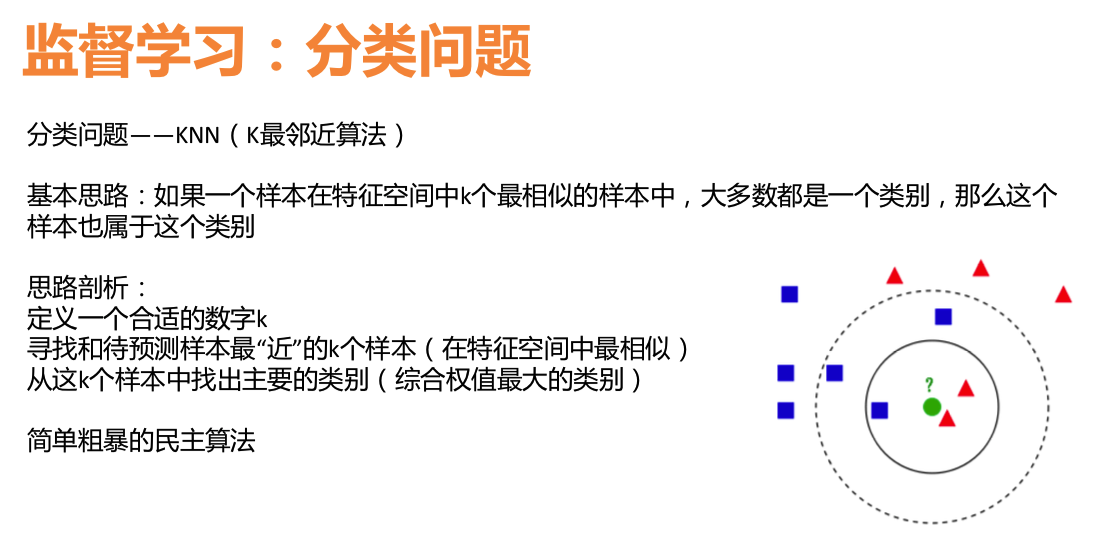 监督学习：分类问题
分类问题——KNN（K最邻近算法）
基本思路：如果一个样本在特征空间中k个最相似的样本中，大多数都是一个类别，那么这个
样本也属于这个类别
思路剖析：
定义一个合适的数字k
寻找和待预测样本最“近”的k个样本（在特征空间中最相似）
从这k个样本中找出主要的类别（综合权值最大的类别）
?
简单粗暴的民主算法